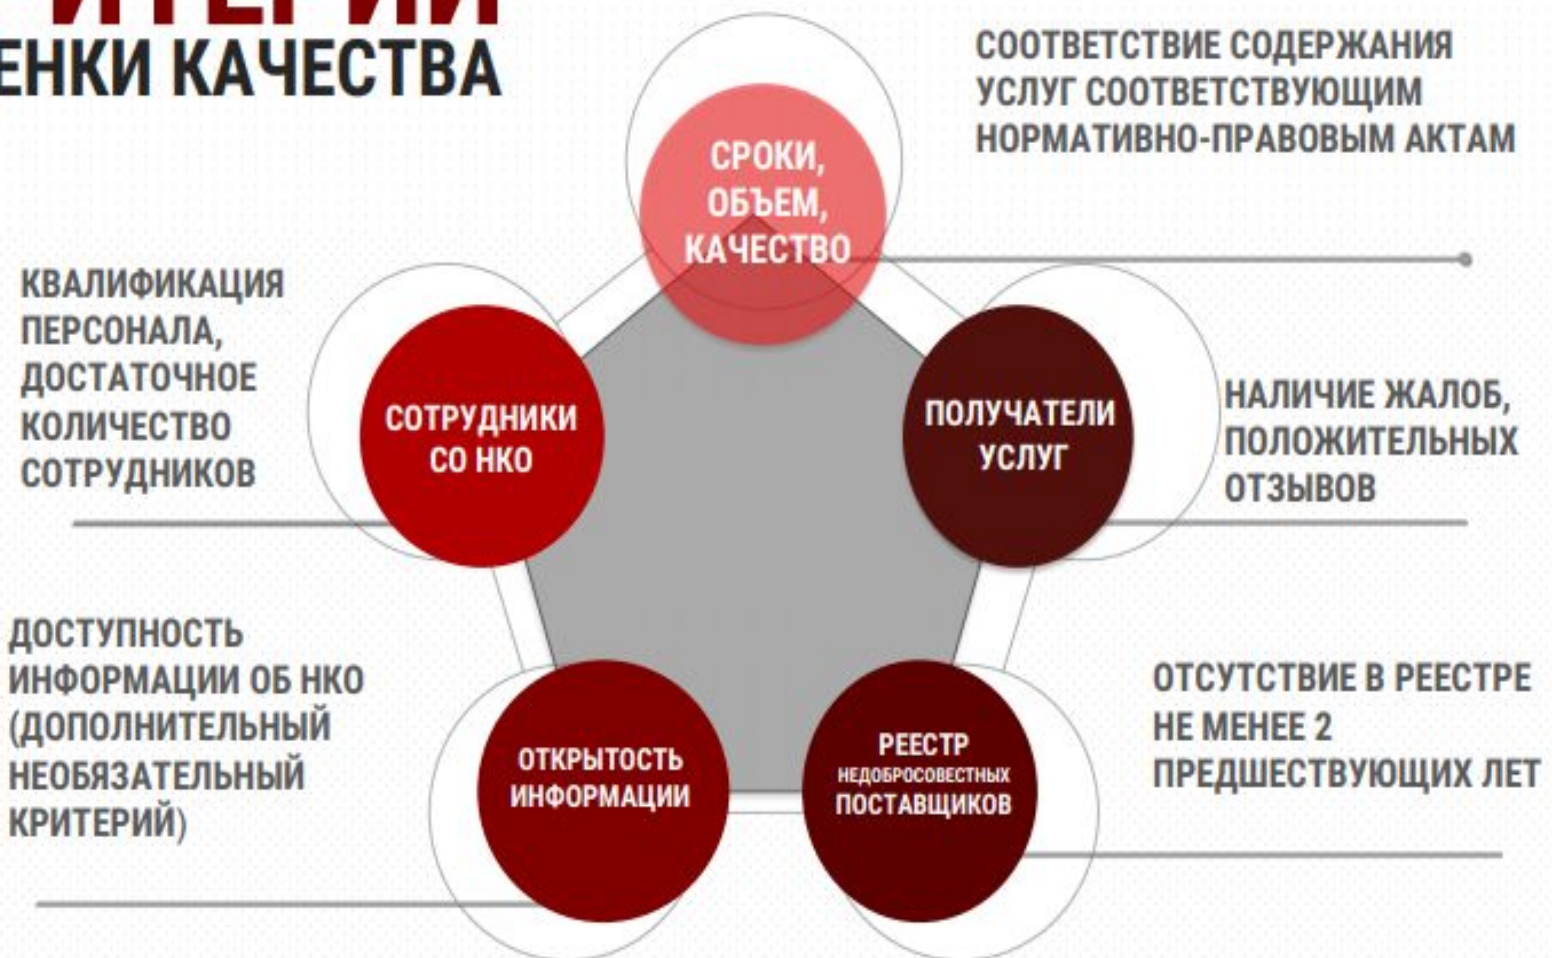 ИТЕРИИ
ЕНКИ КАЧЕСТВА
СООТВЕТСТВИЕ СОДЕРЖАНИЯ
УСЛУГ СООТВЕТСТВУЮЩИМ
НОРМАТИВНО-ПРАВОВЫМ АКТАМ
СРОКИ,
ОБЪЕМ,
КАЧЕСТВО
КВАЛИФИКАЦИЯ
ПЕРСОНАЛА,
ДОСТАТОЧНОЕ
КОЛИЧЕСТВО
СОТРУДНИКОВ
СОТРУДНИКИ
СО НКО
ПОЛУЧАТЕЛИ
УСЛУГ
НАЛИЧИЕ ЖАЛОБ,
ПОЛОЖИТЕЛЬНЫХ
ОТЗЫВОВ
ДОСТУПНОСТЬ
ИНФОРМАЦИИ ОБ НКО
(ДОПОЛНИТЕЛЬНЫЙ
НЕОБЯЗАТЕЛЬНЫЙ
КРИТЕРИЙ)
ОТКРЫТОСТЬ
ИНФОРМАЦИИ
РЕЕСТР
НЕДОБРОСОВЕСТНЫХ
ПОСТАВЩИКОВ
ОТСУТСТВИЕ В РЕЕСТРЕ
НЕ МЕНЕЕ 2
ПРЕДШЕСТВУЮЩИХ ЛЕТ